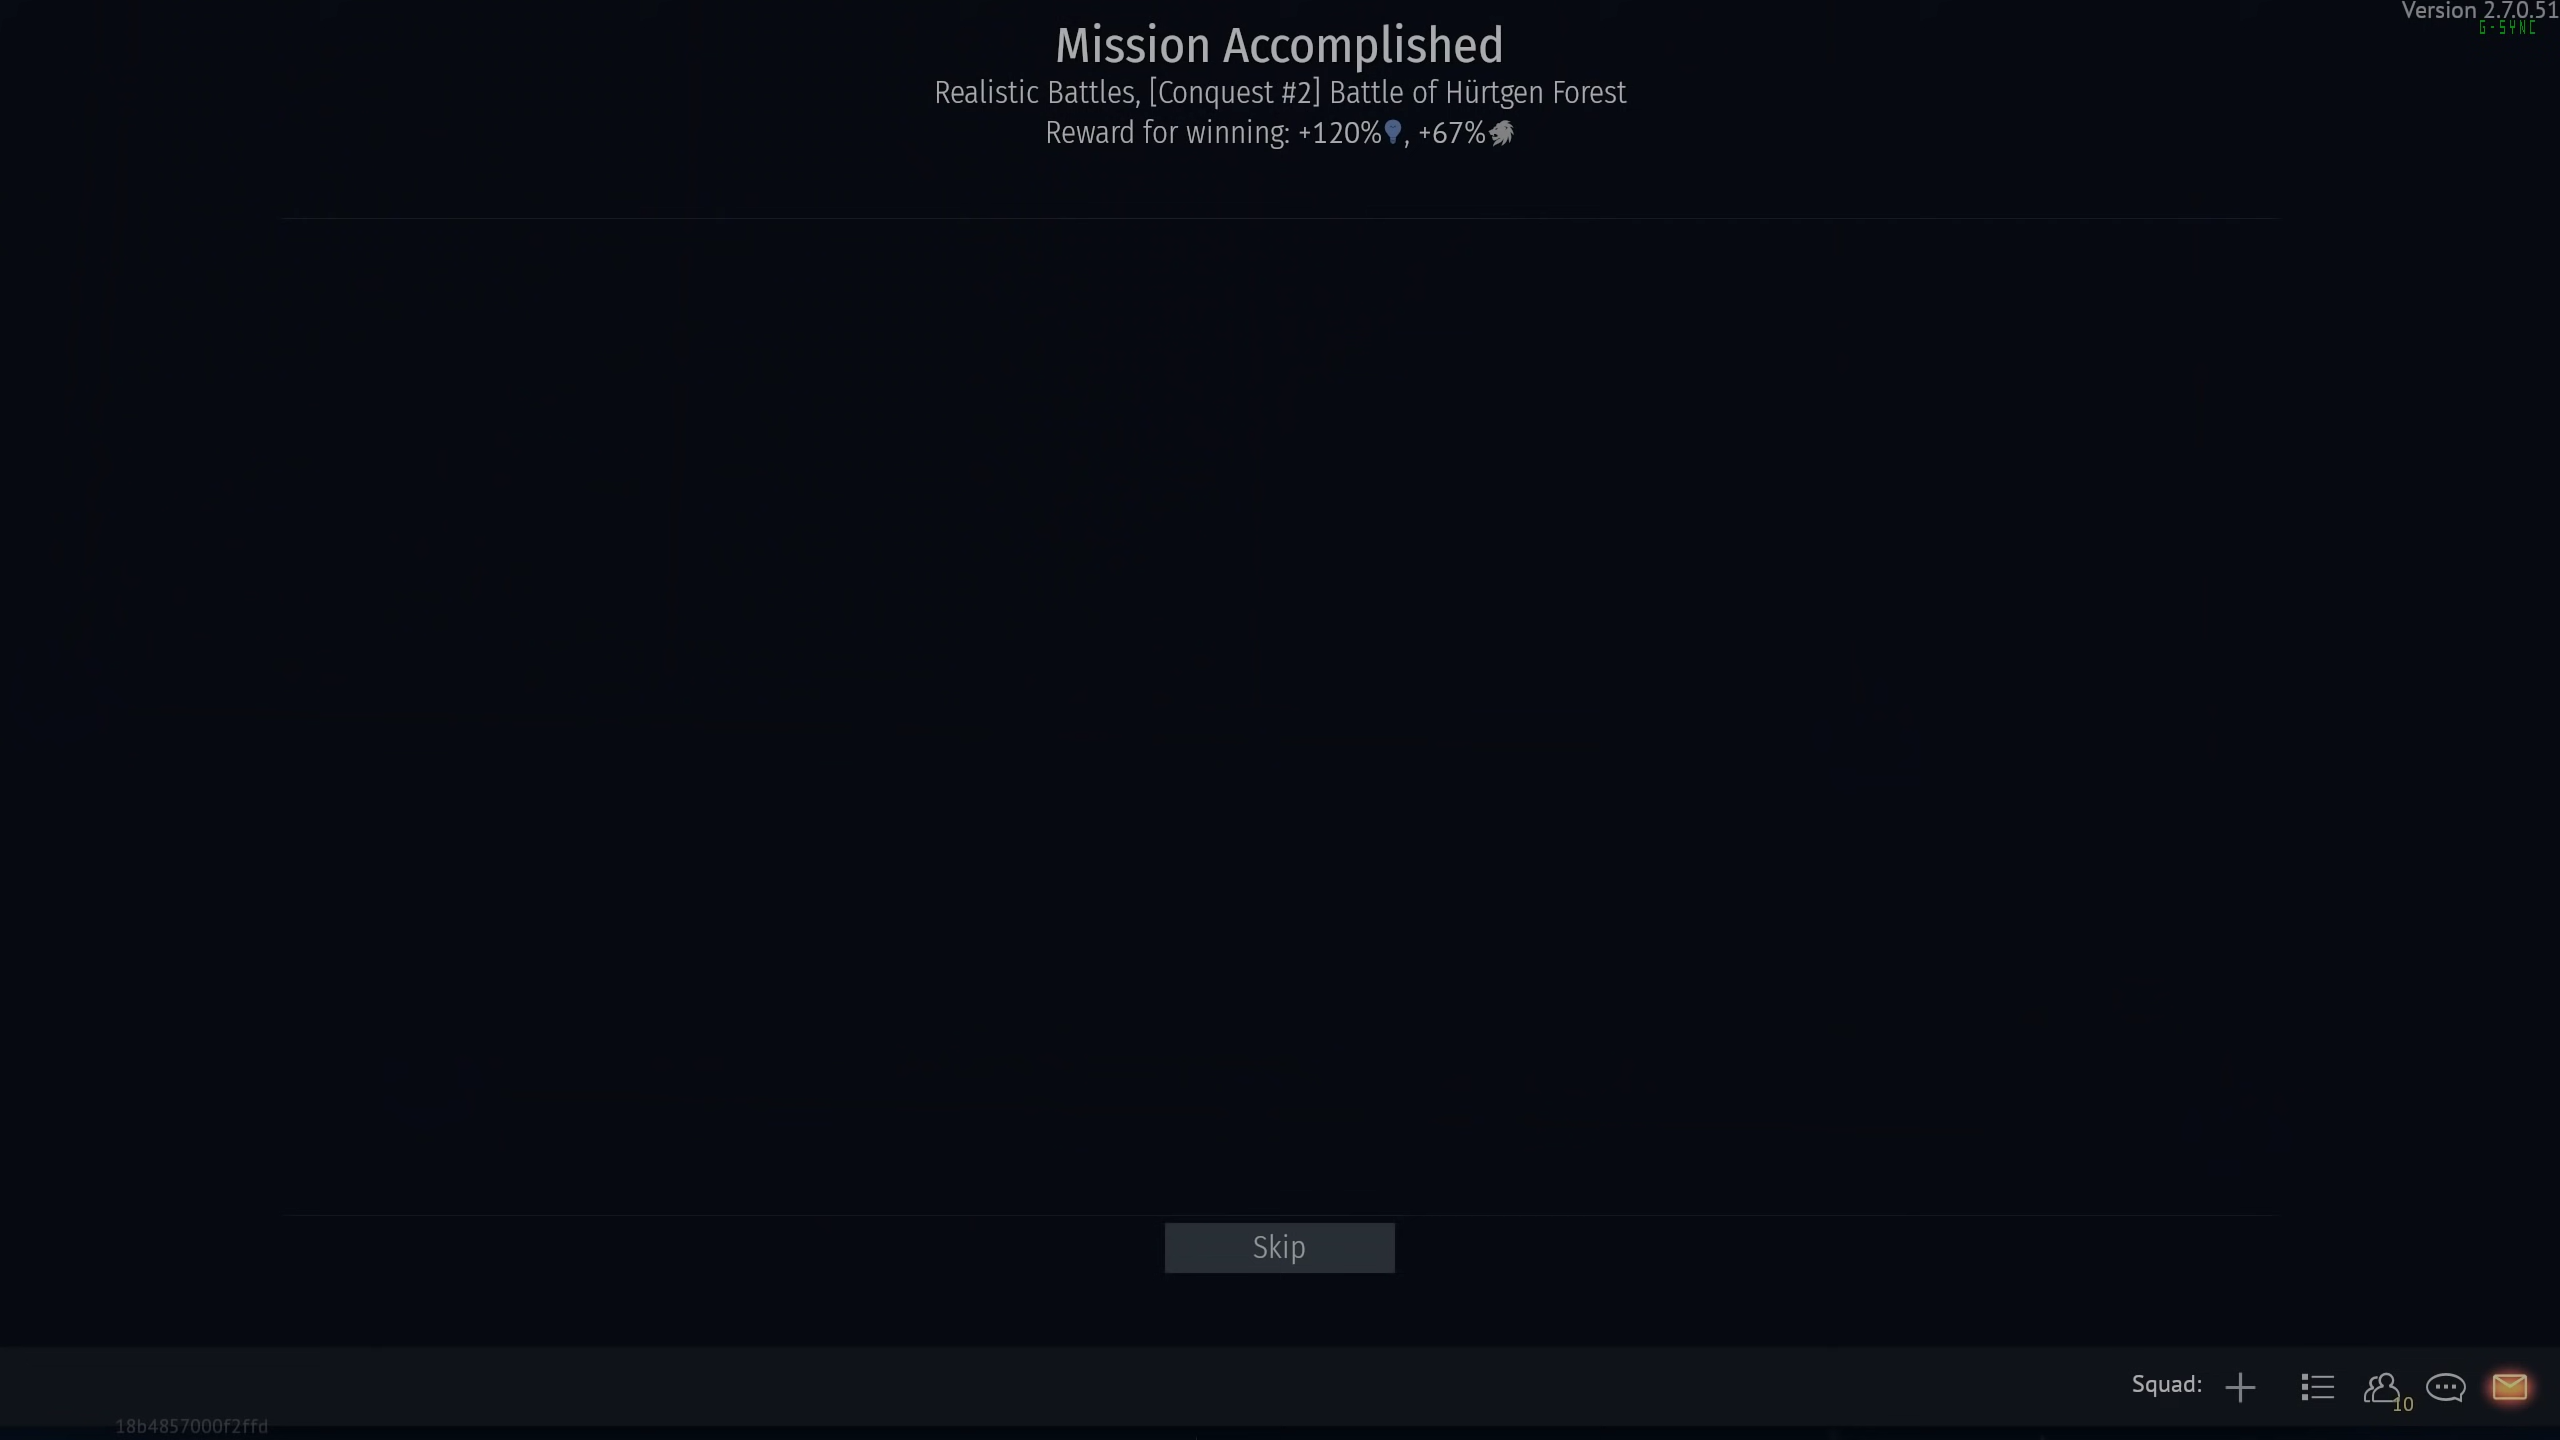 Version 2.7.0.51
G-SYNC
Mission Accomplished
Realistic Battles, [Conquest #2] Battle of Hürtgen Forest
Reward for winning: +120%, +67%
Skip
Squad:
10
18b4857000f2ffd